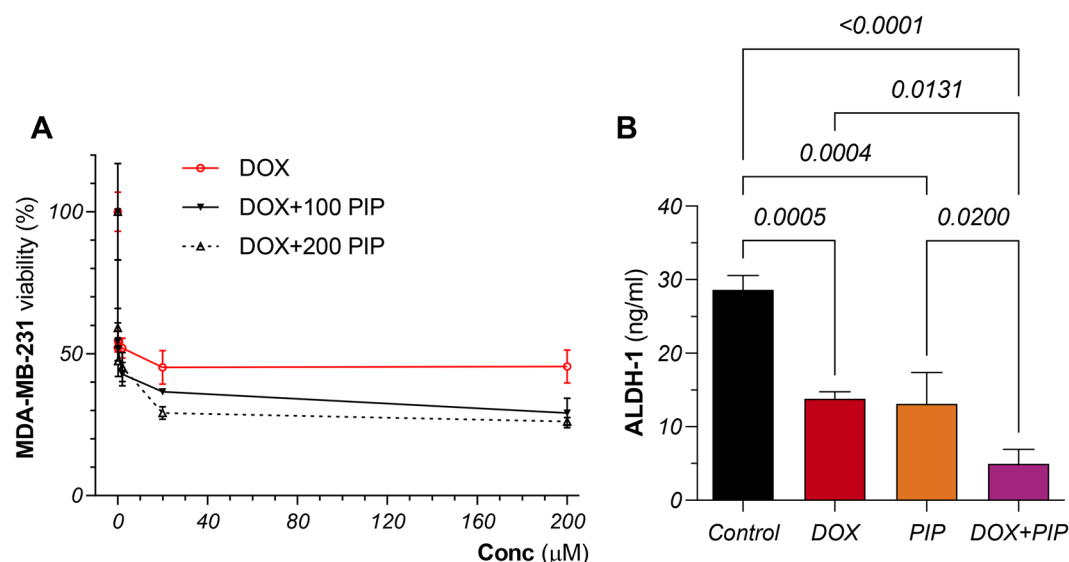 A
MDA-MB-231 viability (%)
100
50
0
DOX
DOX+100 PIP
DOX+200 PIP
0 40 80 120 160 200
Conc (μM)
B
<0.0001
0.0131
0.0004
0.0005 0.0200
ALDH-1 (ng/ml)
40
30
20
10
0
Control DOX PIP DOX+PIP